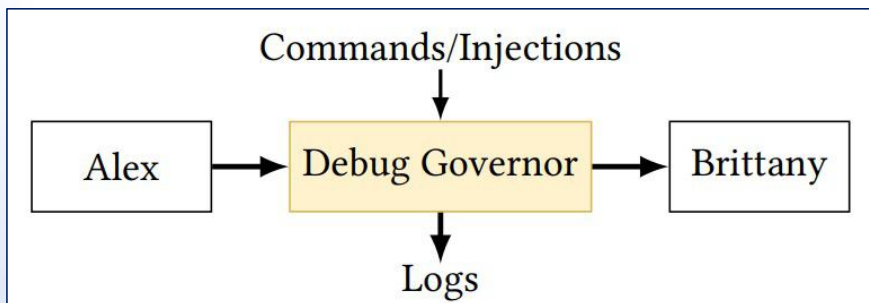 Commands/Injections
Alex
Debug Governor
Brittany
Logs